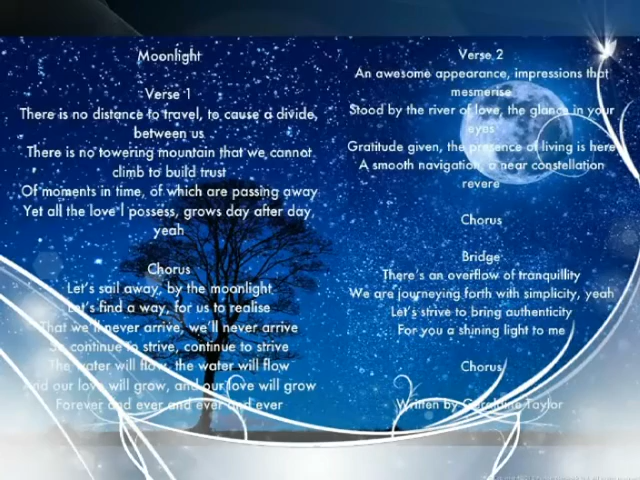 Moonlight
Verse 1
There is no distance to travel, to cause a divide,
between us
There is no towering mountain that we cannot
climb to build trust
Of moments in time, of which are passing away
Yet all the love I possess, grows day after day,
yeah
Chorus
Let's sail away, by the moonlight
Let's find a way, for us to realise
That we'll never arrive, we'll never arrive
So continue to strive, continue to strive
The water will flow, the water will flow
And our love will grow, and our love will grow
Forever and ever and ever and ever
Verse 2
An awesome appearance, impressions that
mesmerise
Stood by the river of love, the glance in your
eyes
Gratitude given, the presence of living is here
A smooth navigation, a near constellation
revere
Chorus
Bridge
There's an overflow of tranquillity
We are journeying forth with simplicity, yeah
Let's strive to bring authenticity
For you a shining light to me
Chorus
Written by Geraldine Taylor